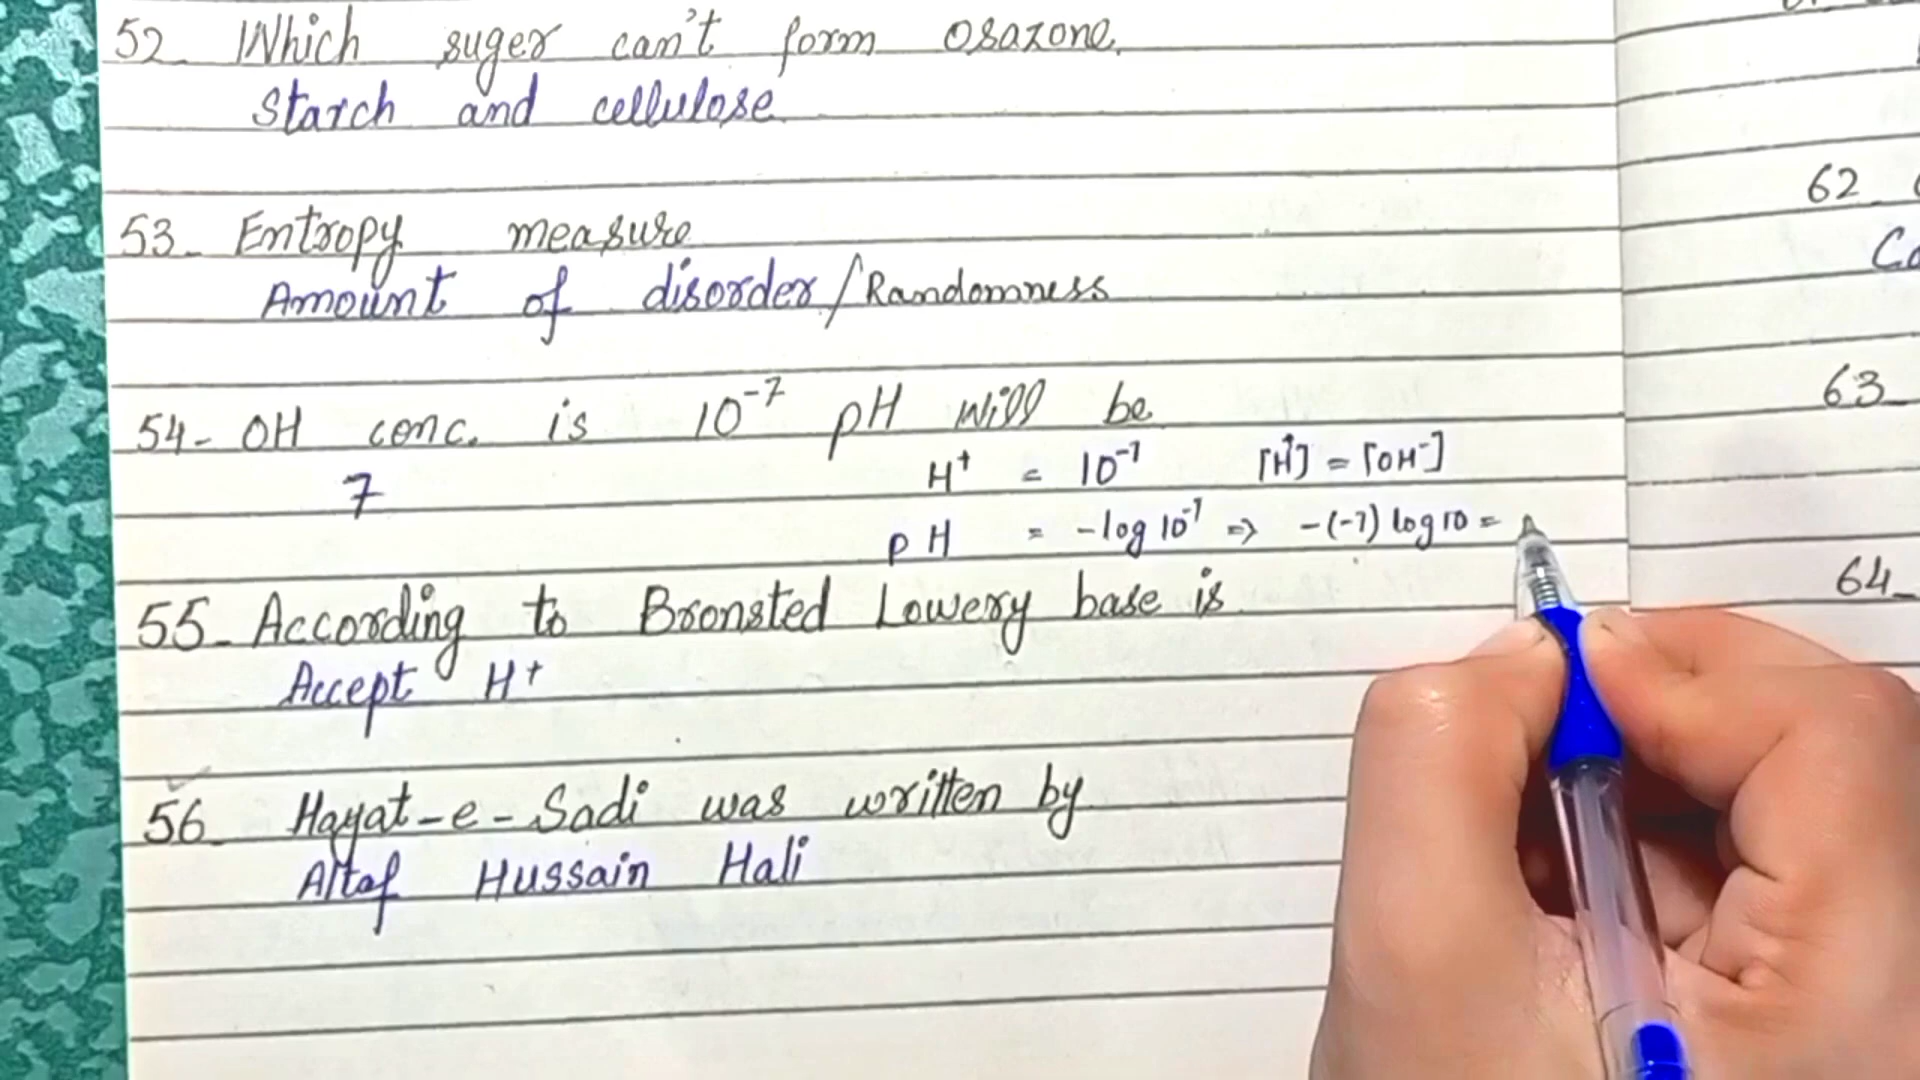 52 Which suger can't form Osazone.
Starch and cellulose
53- Entropy measure
Amount of disorder/Randomness
54- OH conc. is 10⁻⁷ pH will be
7
H⁺ = 10⁻⁷ [H⁺] = [OH⁻]
pH = -log 10⁻⁷ ⇒ -(-7) log 10 =
55- According to Bronsted Lowery base is
Accept H⁺
56 Hayat-e-Sadi was written by
Altaf Hussain Hali
62
63-
64-